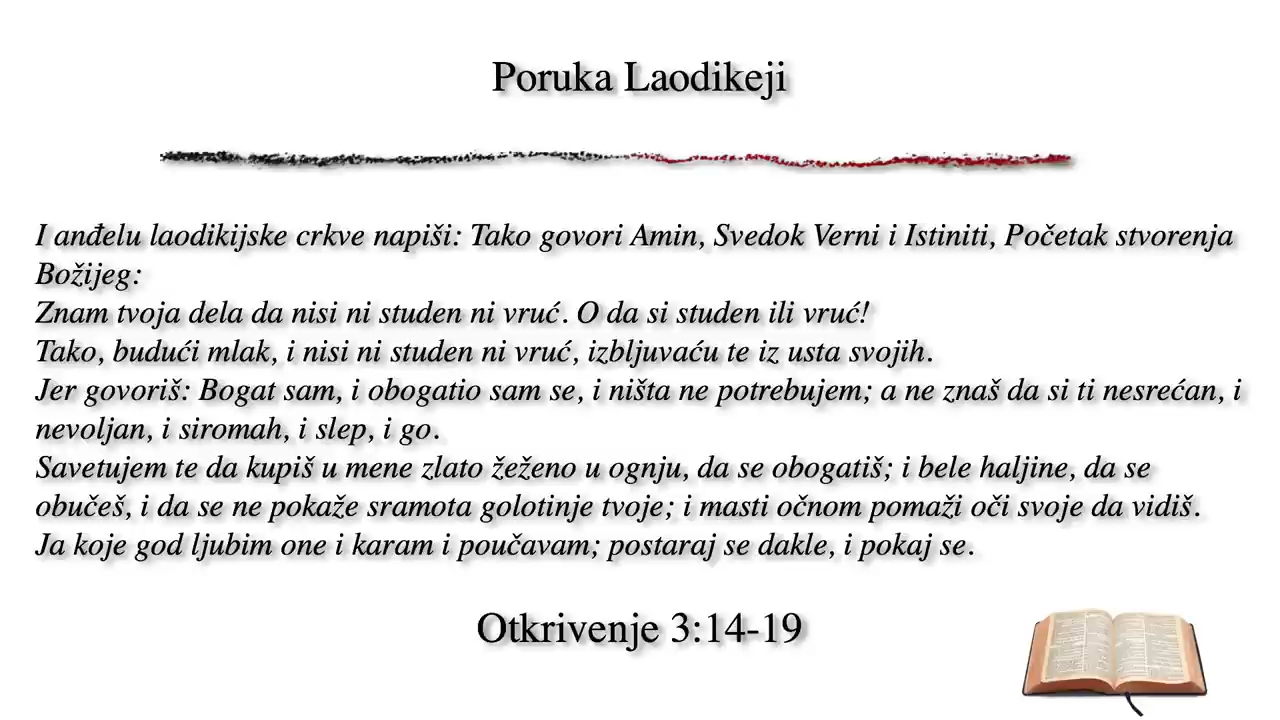 Poruka Laodikeji
I anđelu laodikijske crkve napiši: Tako govori Amin, Svedok Verni i Istiniti, Početak stvorenja
Božijeg:
Znam tvoja dela da nisi ni studen ni vruć. O da si studen ili vruć!
Tako, budući mlak, i nisi ni studen ni vruć, izbljuvaću te iz usta svojih.
Jer govoriš: Bogat sam, i obogatio sam se, i ništa ne potrebujem; a ne znaš da si ti nesrećan, i
nevoljan, i siromah, i slep, i go.
Savetujem te da kupiš u mene zlato žeženo u ognju, da se obogatiš; i bele haljine, da se
obučeš, i da se ne pokaže sramota golotinje tvoje; i masti očnom pomaži oči svoje da vidiš.
Ja koje god ljubim one i karam i poučavam; postaraj se dakle, i pokaj se.
Otkrivenje 3:14-19